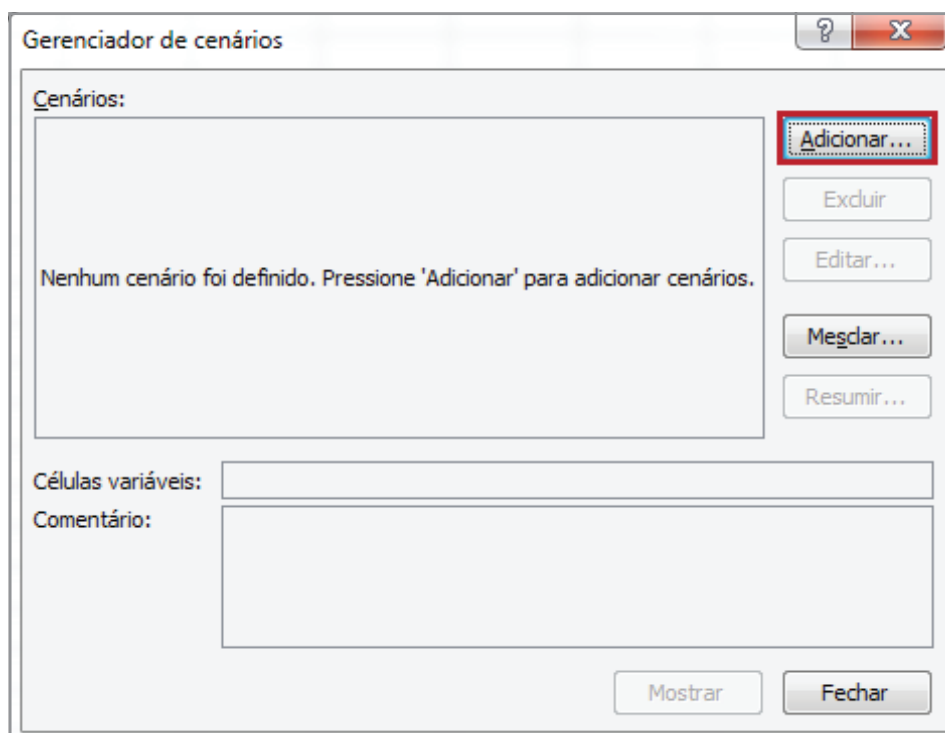 Gerenciador de cenários
?
Cenários:
Nenhum cenário foi definido. Pressione 'Adicionar' para adicionar cenários.
Adicionar...
Excluir
Editar...
Mesclar...
Resumir...
Células variáveis:
Comentário:
Mostrar
Fechar